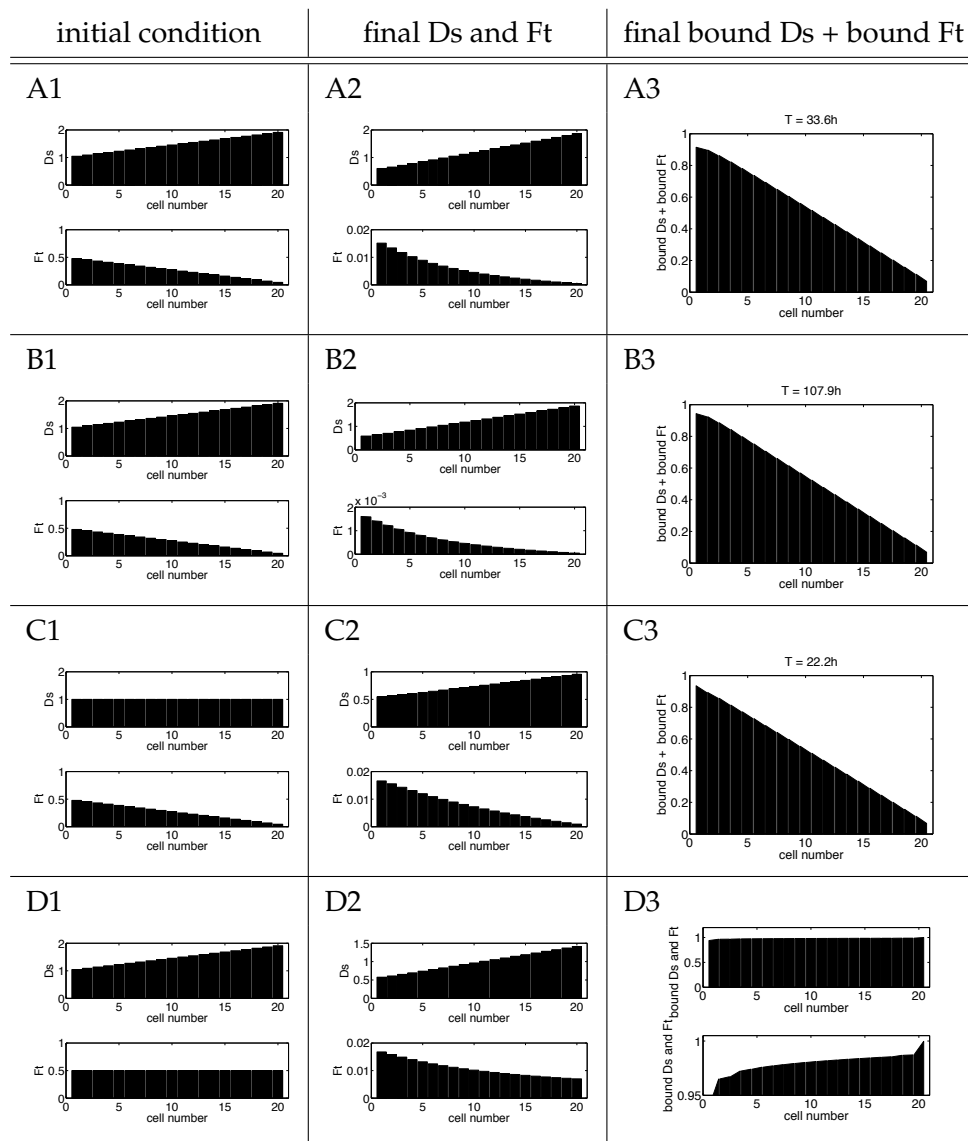 initial condition
final Ds and Ft
final bound Ds + bound Ft
A1
2
1
0
Ds
0 5 10 15 20
cell number
1
0.5
0
Ft
0 5 10 15 20
cell number
A2
2
1
0
Ds
0 5 10 15 20
cell number
0.02
0.01
0
Ft
0 5 10 15 20
cell number
A3
T = 33.6h
1
0.8
0.6
0.4
0.2
0
bound Ds + bound Ft
0 5 10 15 20
cell number
B1
2
1
0
Ds
0 5 10 15 20
cell number
1
0.5
0
Ft
0 5 10 15 20
cell number
B2
2
1
0
Ds
0 5 10 15 20
cell number
x 10⁻³
2
1
0
Ft
0 5 10 15 20
cell number
B3
T = 107.9h
1
0.8
0.6
0.4
0.2
0
bound Ds + bound Ft
0 5 10 15 20
cell number
C1
2
1
0
Ds
0 5 10 15 20
cell number
1
0.5
0
Ft
0 5 10 15 20
cell number
C2
1
0.5
0
Ds
0 5 10 15 20
cell number
0.02
0.01
0
Ft
0 5 10 15 20
cell number
C3
T = 22.2h
1
0.8
0.6
0.4
0.2
0
bound Ds + bound Ft
0 5 10 15 20
cell number
D1
2
1
0
Ds
0 5 10 15 20
cell number
1
0.5
0
Ft
0 5 10 15 20
cell number
D2
1.5
1
0.5
0
Ds
0 5 10 15 20
cell number
0.02
0.01
0
Ft
0 5 10 15 20
cell number
D3
1
0.5
0
bound Ds and Ft
0 5 10 15 20
cell number
1
0.95
bound Ds and Ft
0 5 10 15 20
cell number